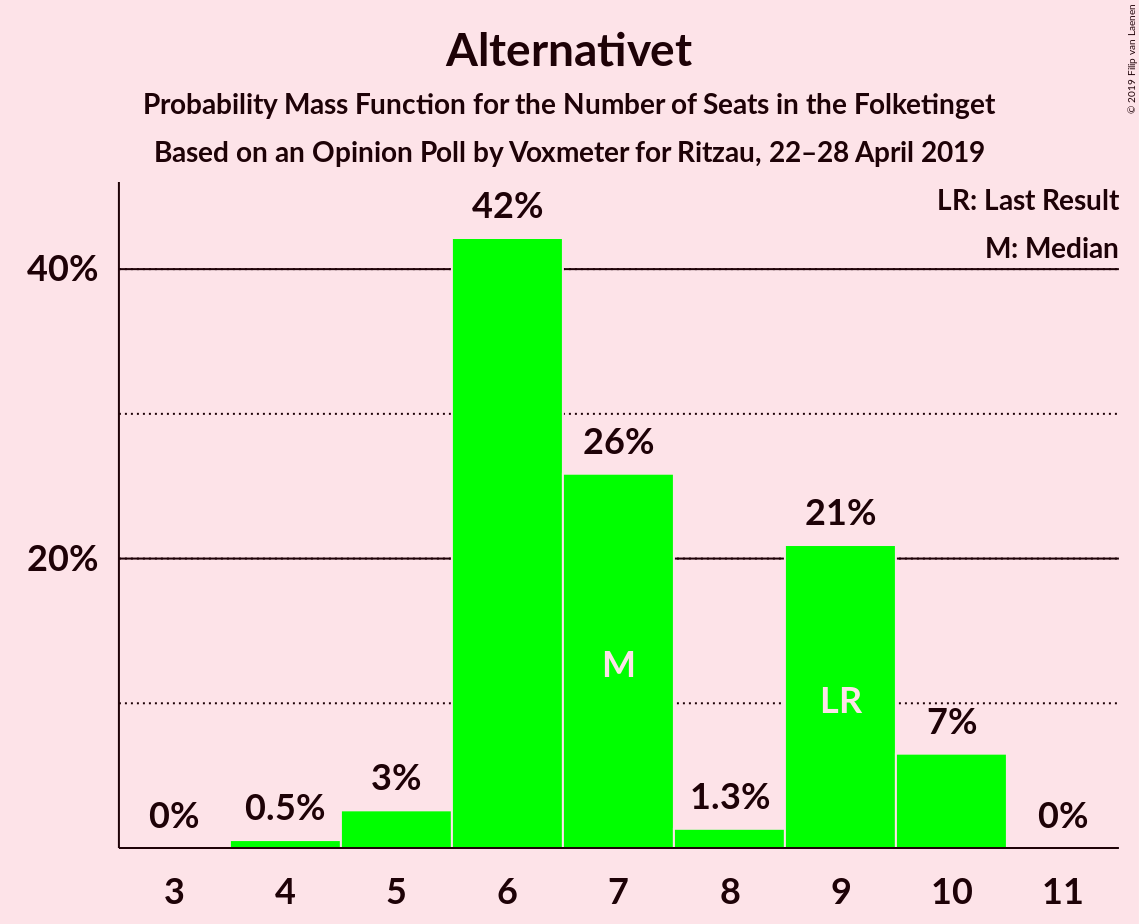 Alternativet
Probability Mass Function for the Number of Seats in the Folketinget
Based on an Opinion Poll by Voxmeter for Ritzau, 22–28 April 2019
© 2019 Filip van Laenen
LR: Last Result
M: Median
40%
20%
0%
0.5%
3%
42%
26%
1.3%
21%
7%
0%
M
LR
3 4 5 6 7 8 9 10 11